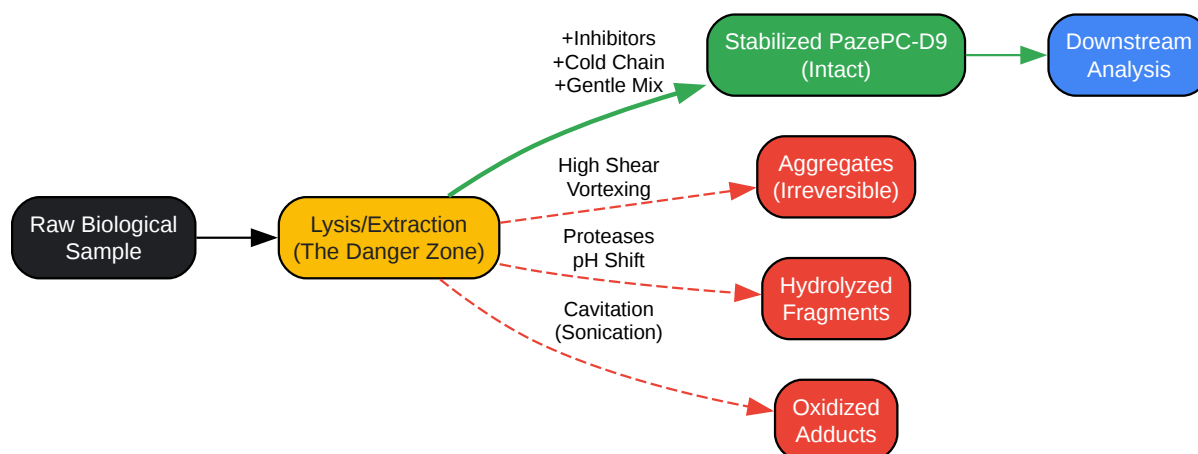 +Inhibitors
+Cold Chain
+Gentle Mix
Stabilized PazePC-D9
(Intact)
Downstream
Analysis
High Shear
Vortexing
Aggregates
(Irreversible)
Raw Biological
Sample
Lysis/Extraction
(The Danger Zone)
Proteases
pH Shift
Hydrolyzed
Fragments
Cavitation
(Sonication)
Oxidized
Adducts